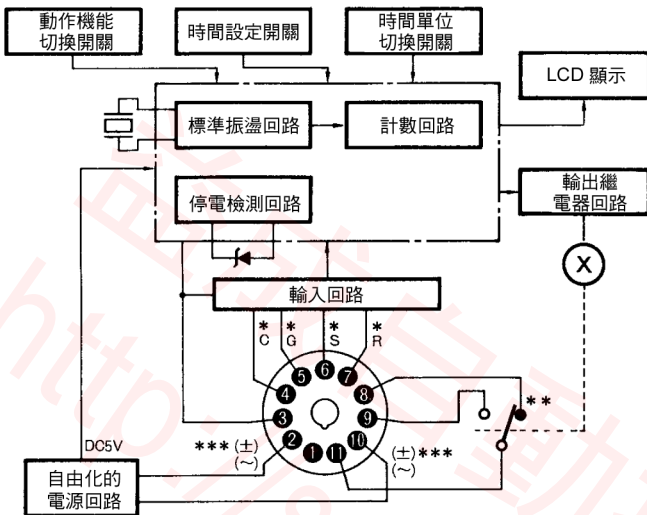 動作機能
切換開關
時間設定開關
時間單位
切換開關
LCD 顯示
標準振盪回路
計數回路
停電檢測回路
輸出繼
電器回路
X
輸入回路
* * * *
C G S R
5 6 7
4 8
3 9
2 1 11 10
**
***(±)
(~)
(±)***
(~)
DC5V
自由化的
電源回路
http://s